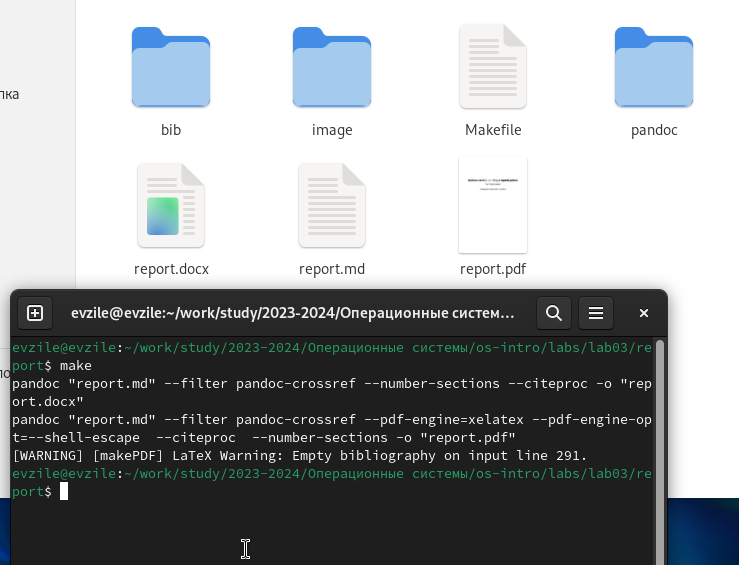 bib
image
Makefile
pandoc
report.docx
report.md
report.pdf
evzile@evzile:~/work/study/2023-2024/Операционные систем…
evzile@evzile:~/work/study/2023-2024/Операционные системы/os-intro/labs/lab03/re
port$ make
pandoc "report.md" --filter pandoc-crossref --number-sections --citeproc -o "rep
ort.docx"
pandoc "report.md" --filter pandoc-crossref --pdf-engine=xelatex --pdf-engine-op
t=--shell-escape  --citeproc  --number-sections -o "report.pdf"
[WARNING] [makePDF] LaTeX Warning: Empty bibliography on input line 291.
evzile@evzile:~/work/study/2023-2024/Операционные системы/os-intro/labs/lab03/re
port$